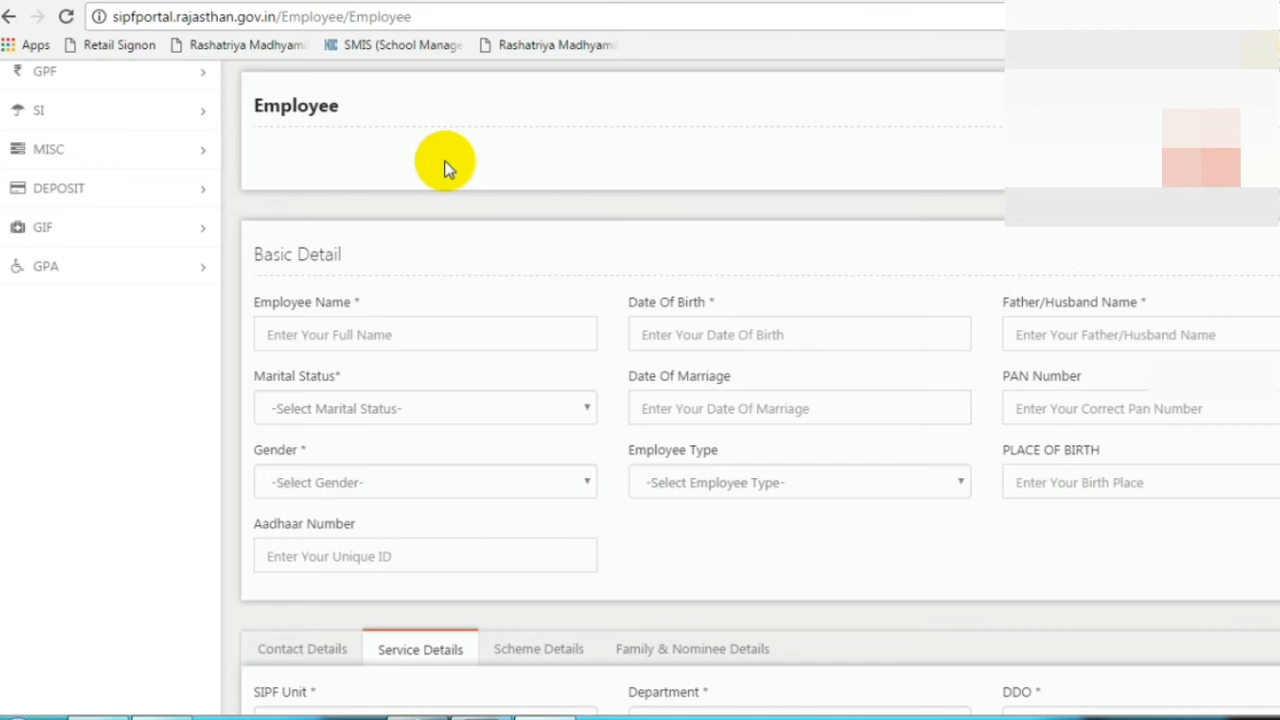 sipfportal.rajasthan.gov.in/Employee/Employee
Apps Retail Signon Rashatriya Madhyami SMIS (School Manage Rashatriya Madhyami
GPF
SI
MISC
DEPOSIT
GIF
GPA
Employee
Basic Detail
Employee Name * Date Of Birth * Father/Husband Name *
Enter Your Full Name Enter Your Date Of Birth Enter Your Father/Husband Name
Marital Status* Date Of Marriage PAN Number
-Select Marital Status- Enter Your Date Of Marriage Enter Your Correct Pan Number
Gender * Employee Type PLACE OF BIRTH
-Select Gender- -Select Employee Type- Enter Your Birth Place
Aadhaar Number
Enter Your Unique ID
Contact Details Service Details Scheme Details Family & Nominee Details
SIPF Unit * Department * DDO *